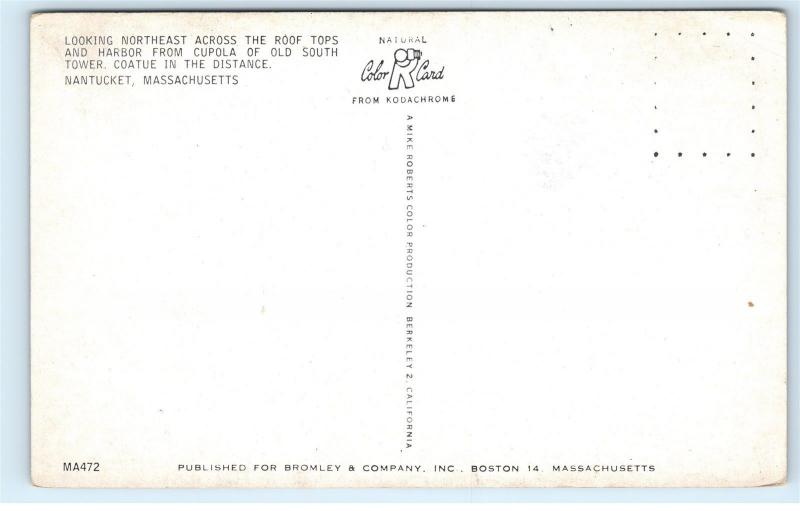 LOOKING NORTHEAST ACROSS THE ROOF TOPS
AND HARBOR FROM CUPOLA OF OLD SOUTH
TOWER. COATUE IN THE DISTANCE.
NANTUCKET, MASSACHUSETTS
NATURAL
Color Card
FROM KODACHROME
A MIKE ROBERTS COLOR PRODUCTION BERKELEY 2, CALIFORNIA
MA472
PUBLISHED FOR BROMLEY & COMPANY, INC., BOSTON 14, MASSACHUSETTS